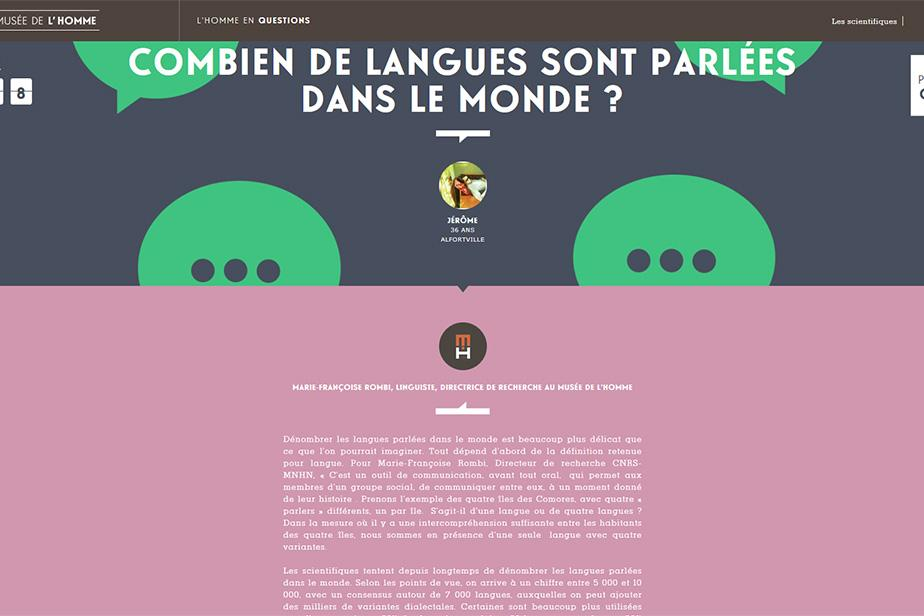 MUSÉE DE L'HOMME
L'HOMME EN QUESTIONS
Les scientifiques
COMBIEN DE LANGUES SONT PARLÉES
DANS LE MONDE ?
8
P
JÉRÔME
36 ANS
ALFORTVILLE
MH
MARIE-FRANÇOISE ROMBI, LINGUISTE, DIRECTRICE DE RECHERCHE AU MUSÉE DE L'HOMME
Dénombrer les langues parlées dans le monde est beaucoup plus délicat que
ce que l'on pourrait imaginer. Tout dépend d'abord de la définition retenue
pour langue. Pour Marie-Françoise Rombi, Directeur de recherche CNRS-
MNHN, « C'est un outil de communication, avant tout oral, qui permet aux
membres d'un groupe social, de communiquer entre eux, à un moment donné
de leur histoire . Prenons l'exemple des quatre îles des Comores, avec quatre «
parlers » différents, un par île. S'agit-il d'une langue ou de quatre langues ?
Dans la mesure où il y a une intercompréhension suffisante entre les habitants
des quatre îles, nous sommes en présence d'une seule langue avec quatre
variantes.
Les scientifiques tentent depuis longtemps de dénombrer les langues parlées
dans le monde. Selon les points de vue, on arrive à un chiffre entre 5 000 et 10
000, avec un consensus autour de 7 000 langues, auxquelles on peut ajouter
des milliers de variantes dialectales. Certaines sont beaucoup plus utilisées